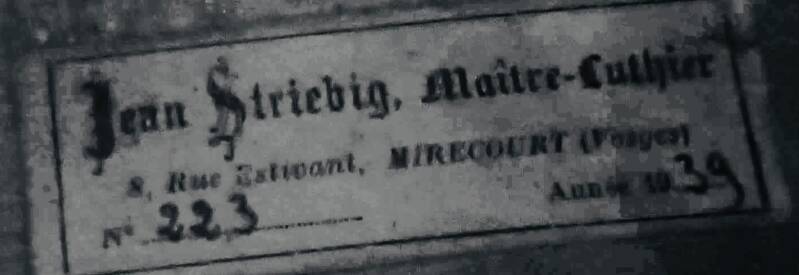 Jean Striebig, Maître-Luthier
8, Rue Estivant, MIRECOURT (Vosges)
N° 223 Année 1939